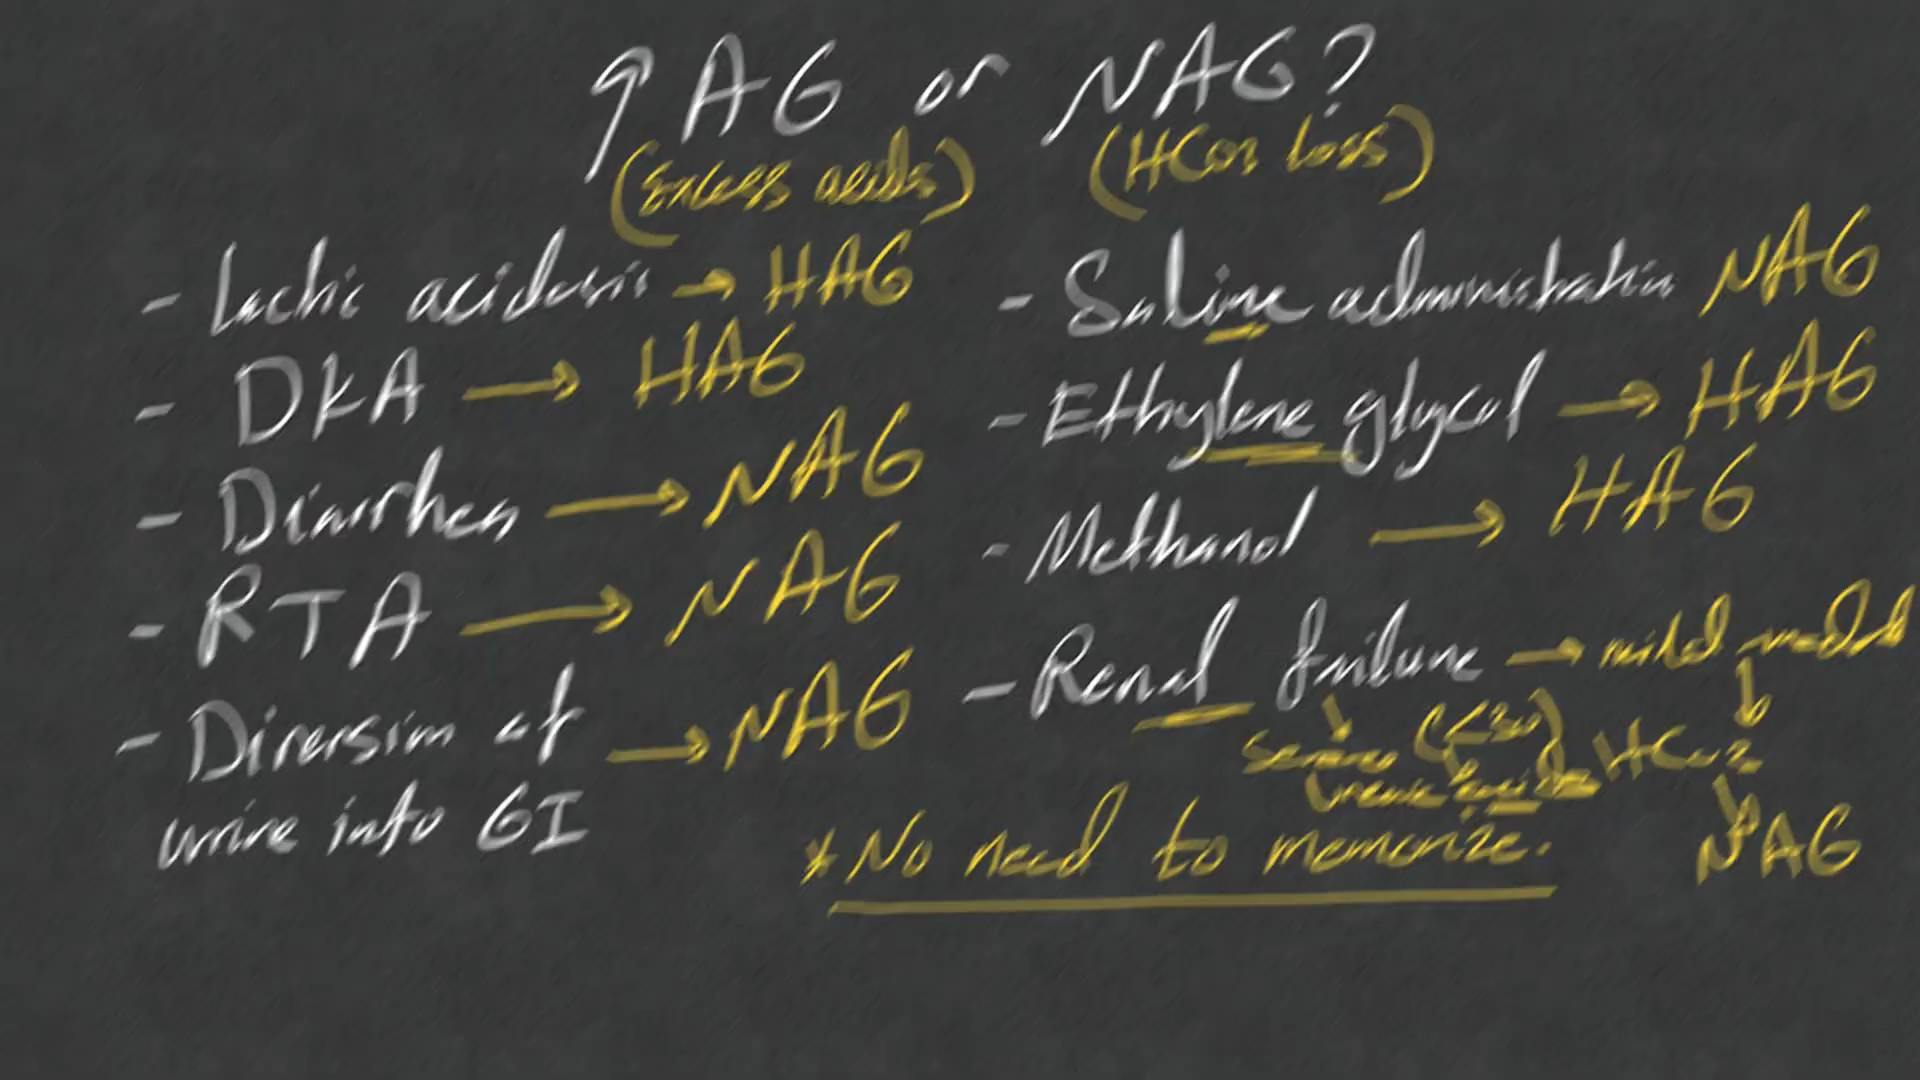 ↑ AG or NAG?
(Excess acids) (HCO3 loss)
- Lactic acidosis → HAG
- DKA → HAG
- Diarrhea → NAG
- RTA → NAG
- Diversion of → NAG
urine into GI
- Saline administration NAG
- Ethylene glycol → HAG
- Methanol → HAG
- Renal failure → mild
Severe (<30) HCO3
NAG
* No need to memorize.